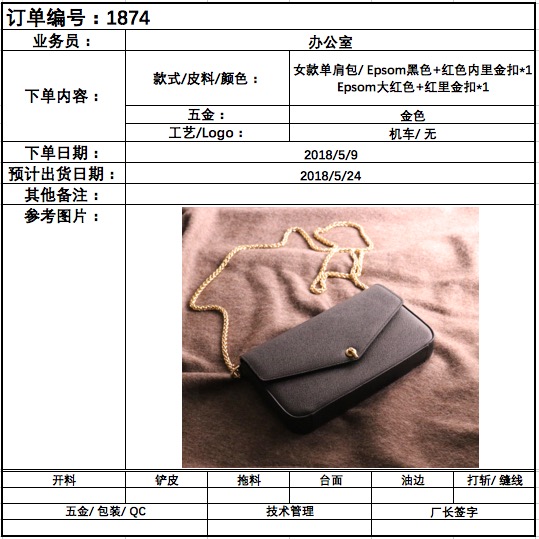 订单编号：1874
业务员：
办公室
下单内容：
款式/皮料/颜色：
女款单肩包/ Epsom黑色+红色内里金扣*1
Epsom大红色+红里金扣*1
五金：
金色
工艺/Logo：
机车/ 无
下单日期：
2018/5/9
预计出货日期：
2018/5/24
其他备注：
参考图片：
开料
铲皮
拖料
台面
油边
打斩/ 缝线
五金/ 包装/ QC
技术管理
厂长签字